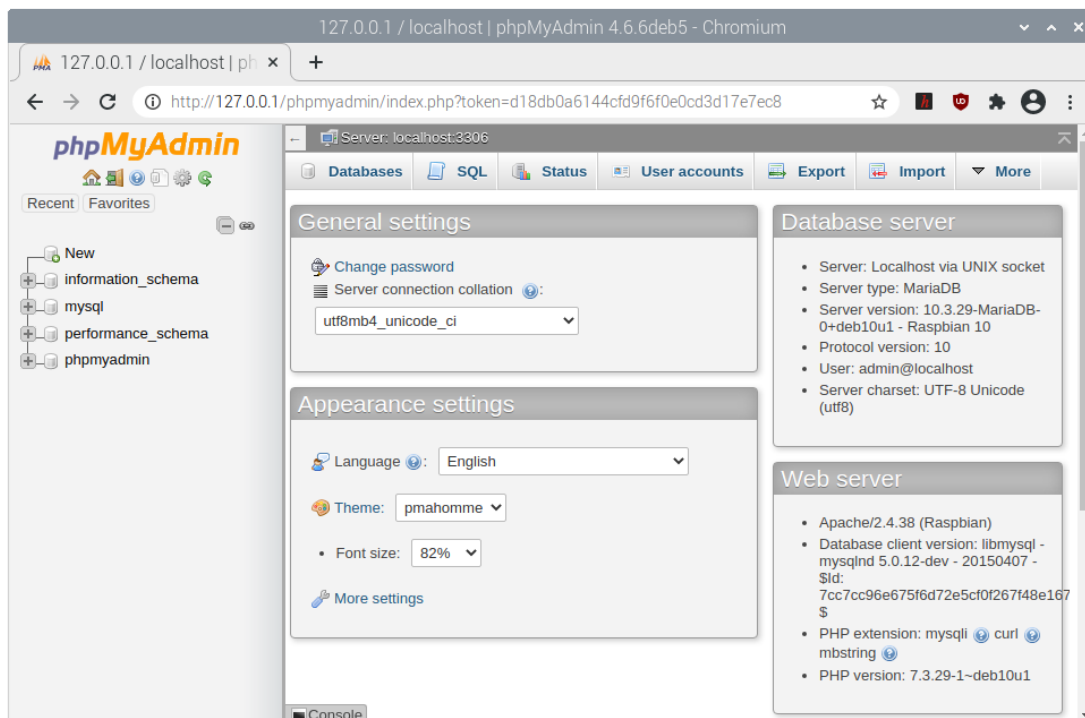 127.0.0.1 / localhost | phpMyAdmin 4.6.6deb5 - Chromium
127.0.0.1 / localhost | ph
http://127.0.0.1/phpmyadmin/index.php?token=d18db0a6144cfd9f6f0e0cd3d17e7ec8
phpMyAdmin
Recent Favorites
New
information_schema
mysql
performance_schema
phpmyadmin
Server: localhost:3306
Databases SQL Status User accounts Export Import More
General settings
Change password
Server connection collation :
utf8mb4_unicode_ci
Appearance settings
Language : English
Theme: pmahomme
• Font size: 82%
More settings
Database server
• Server: Localhost via UNIX socket
• Server type: MariaDB
• Server version: 10.3.29-MariaDB-
0+deb10u1 - Raspbian 10
• Protocol version: 10
• User: admin@localhost
• Server charset: UTF-8 Unicode
(utf8)
Web server
• Apache/2.4.38 (Raspbian)
• Database client version: libmysql -
mysqlnd 5.0.12-dev - 20150407 -
$Id:
7cc7cc96e675f6d72e5cf0f267f48e167
$
• PHP extension: mysqli curl
mbstring
• PHP version: 7.3.29-1~deb10u1
Console